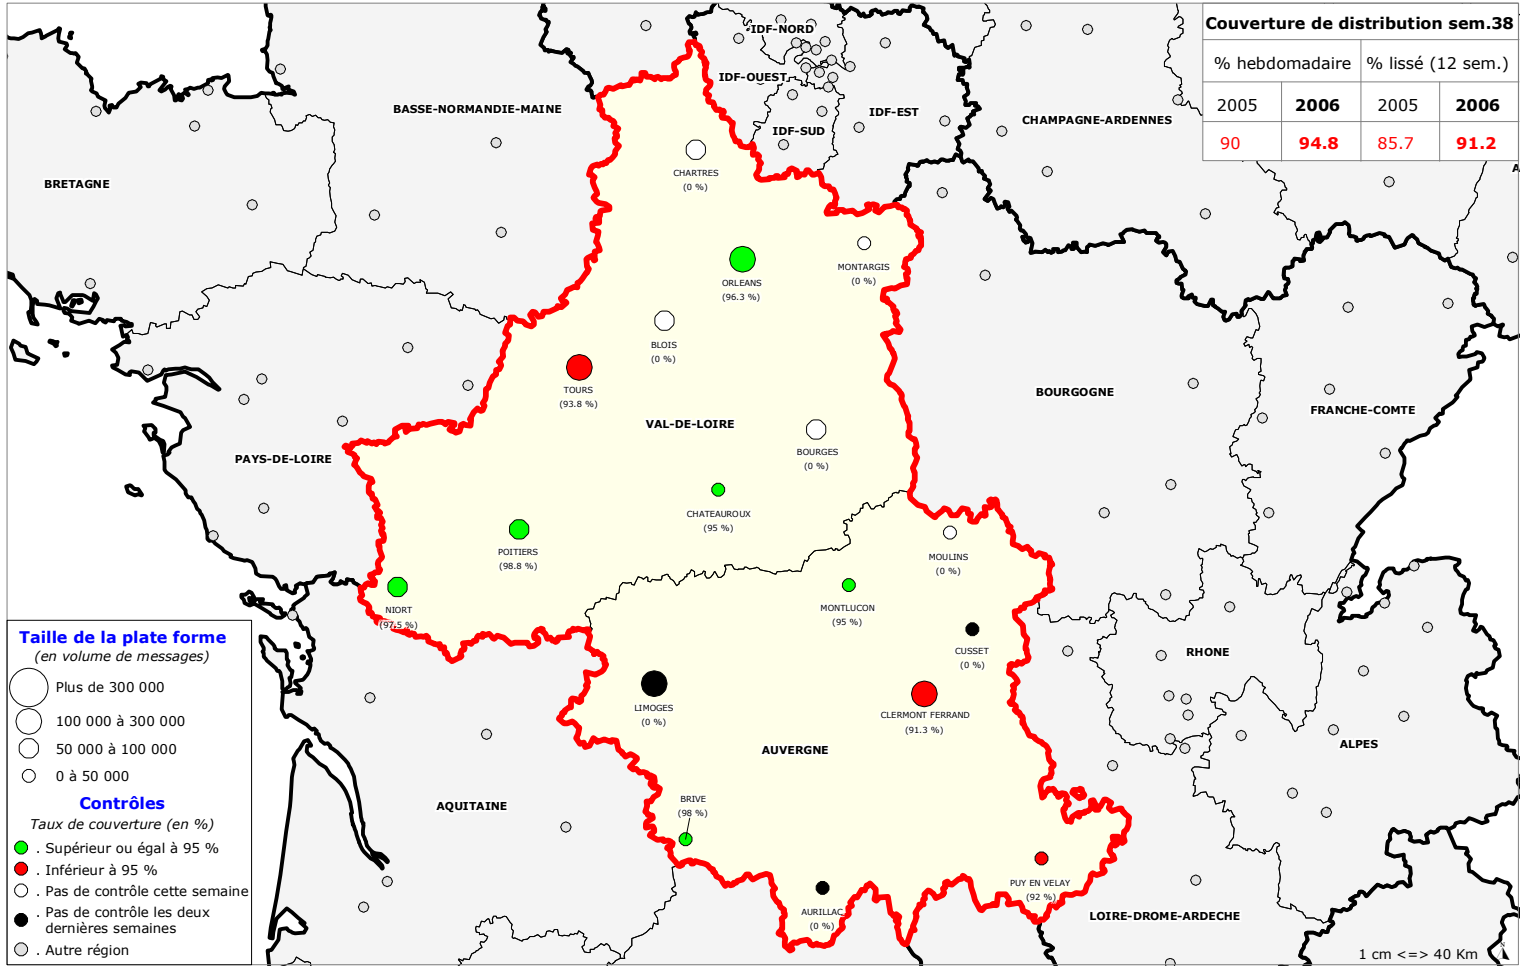 Couverture de distribution sem.38
% hebdomadaire % lissé (12 sem.)
2005 2006 2005 2006
90 94.8 85.7 91.2
IDF-NORD
IDF-OUEST
IDF-SUD
IDF-EST
BASSE-NORMANDIE-MAINE
CHAMPAGNE-ARDENNES
A
BRETAGNE
CHARTRES
(0 %)
MONTARGIS
(0 %)
ORLEANS
(96.3 %)
BLOIS
(0 %)
TOURS
(93.8 %)
VAL-DE-LOIRE
BOURGOGNE
FRANCHE-COMTE
PAYS-DE-LOIRE
BOURGES
(0 %)
CHATEAUROUX
(95 %)
POITIERS
(98.8 %)
MOULINS
(0 %)
NIORT
(97.5 %)
MONTLUCON
(95 %)
CUSSET
(0 %)
RHONE
LIMOGES
(0 %)
CLERMONT FERRAND
(91.3 %)
AUVERGNE
ALPES
AQUITAINE
BRIVE
(98 %)
PUY EN VELAY
(92 %)
AURILLAC
(0 %)
LOIRE-DROME-ARDECHE
1 cm <=> 40 Km
N
Taille de la plate forme
(en volume de messages)
Plus de 300 000
100 000 à 300 000
50 000 à 100 000
0 à 50 000
Contrôles
Taux de couverture (en %)
. Supérieur ou égal à 95 %
. Inférieur à 95 %
. Pas de contrôle cette semaine
. Pas de contrôle les deux
dernières semaines
. Autre région